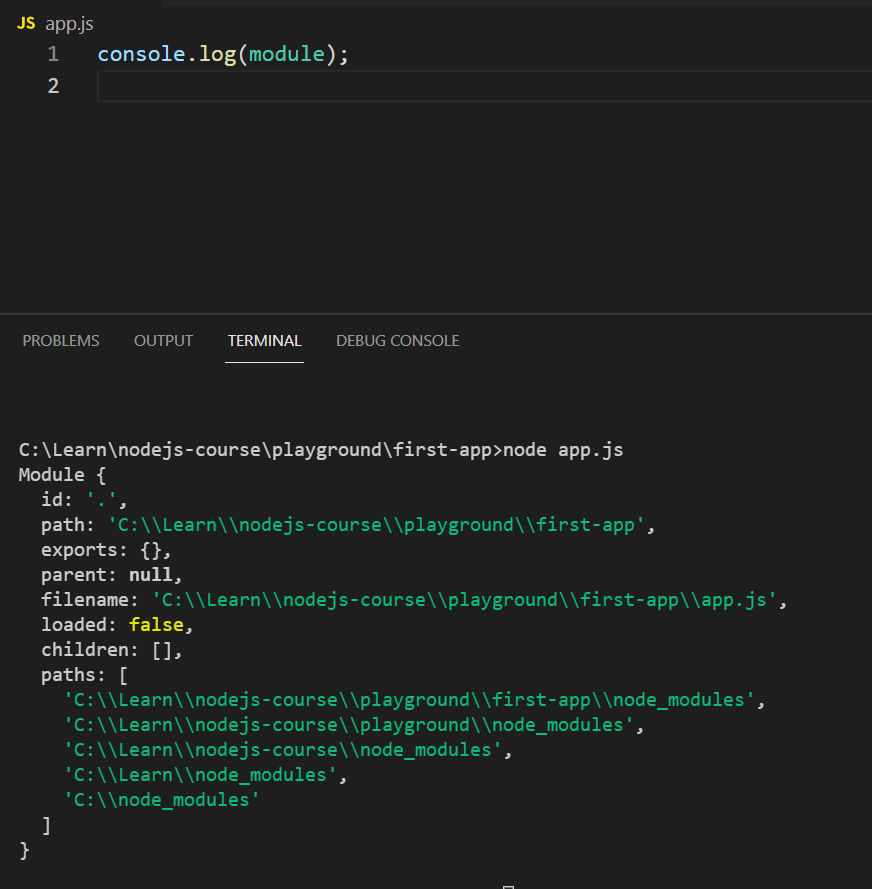 JS app.js
1 console.log(module);
2
PROBLEMS OUTPUT TERMINAL DEBUG CONSOLE
C:\Learn\nodejs-course\playground\first-app>node app.js
Module {
  id: '.',
  path: 'C:\\Learn\\nodejs-course\\playground\\first-app',
  exports: {},
  parent: null,
  filename: 'C:\\Learn\\nodejs-course\\playground\\first-app\\app.js',
  loaded: false,
  children: [],
  paths: [
    'C:\\Learn\\nodejs-course\\playground\\first-app\\node_modules',
    'C:\\Learn\\nodejs-course\\playground\\node_modules',
    'C:\\Learn\\nodejs-course\\node_modules',
    'C:\\Learn\\node_modules',
    'C:\\node_modules'
  ]
}